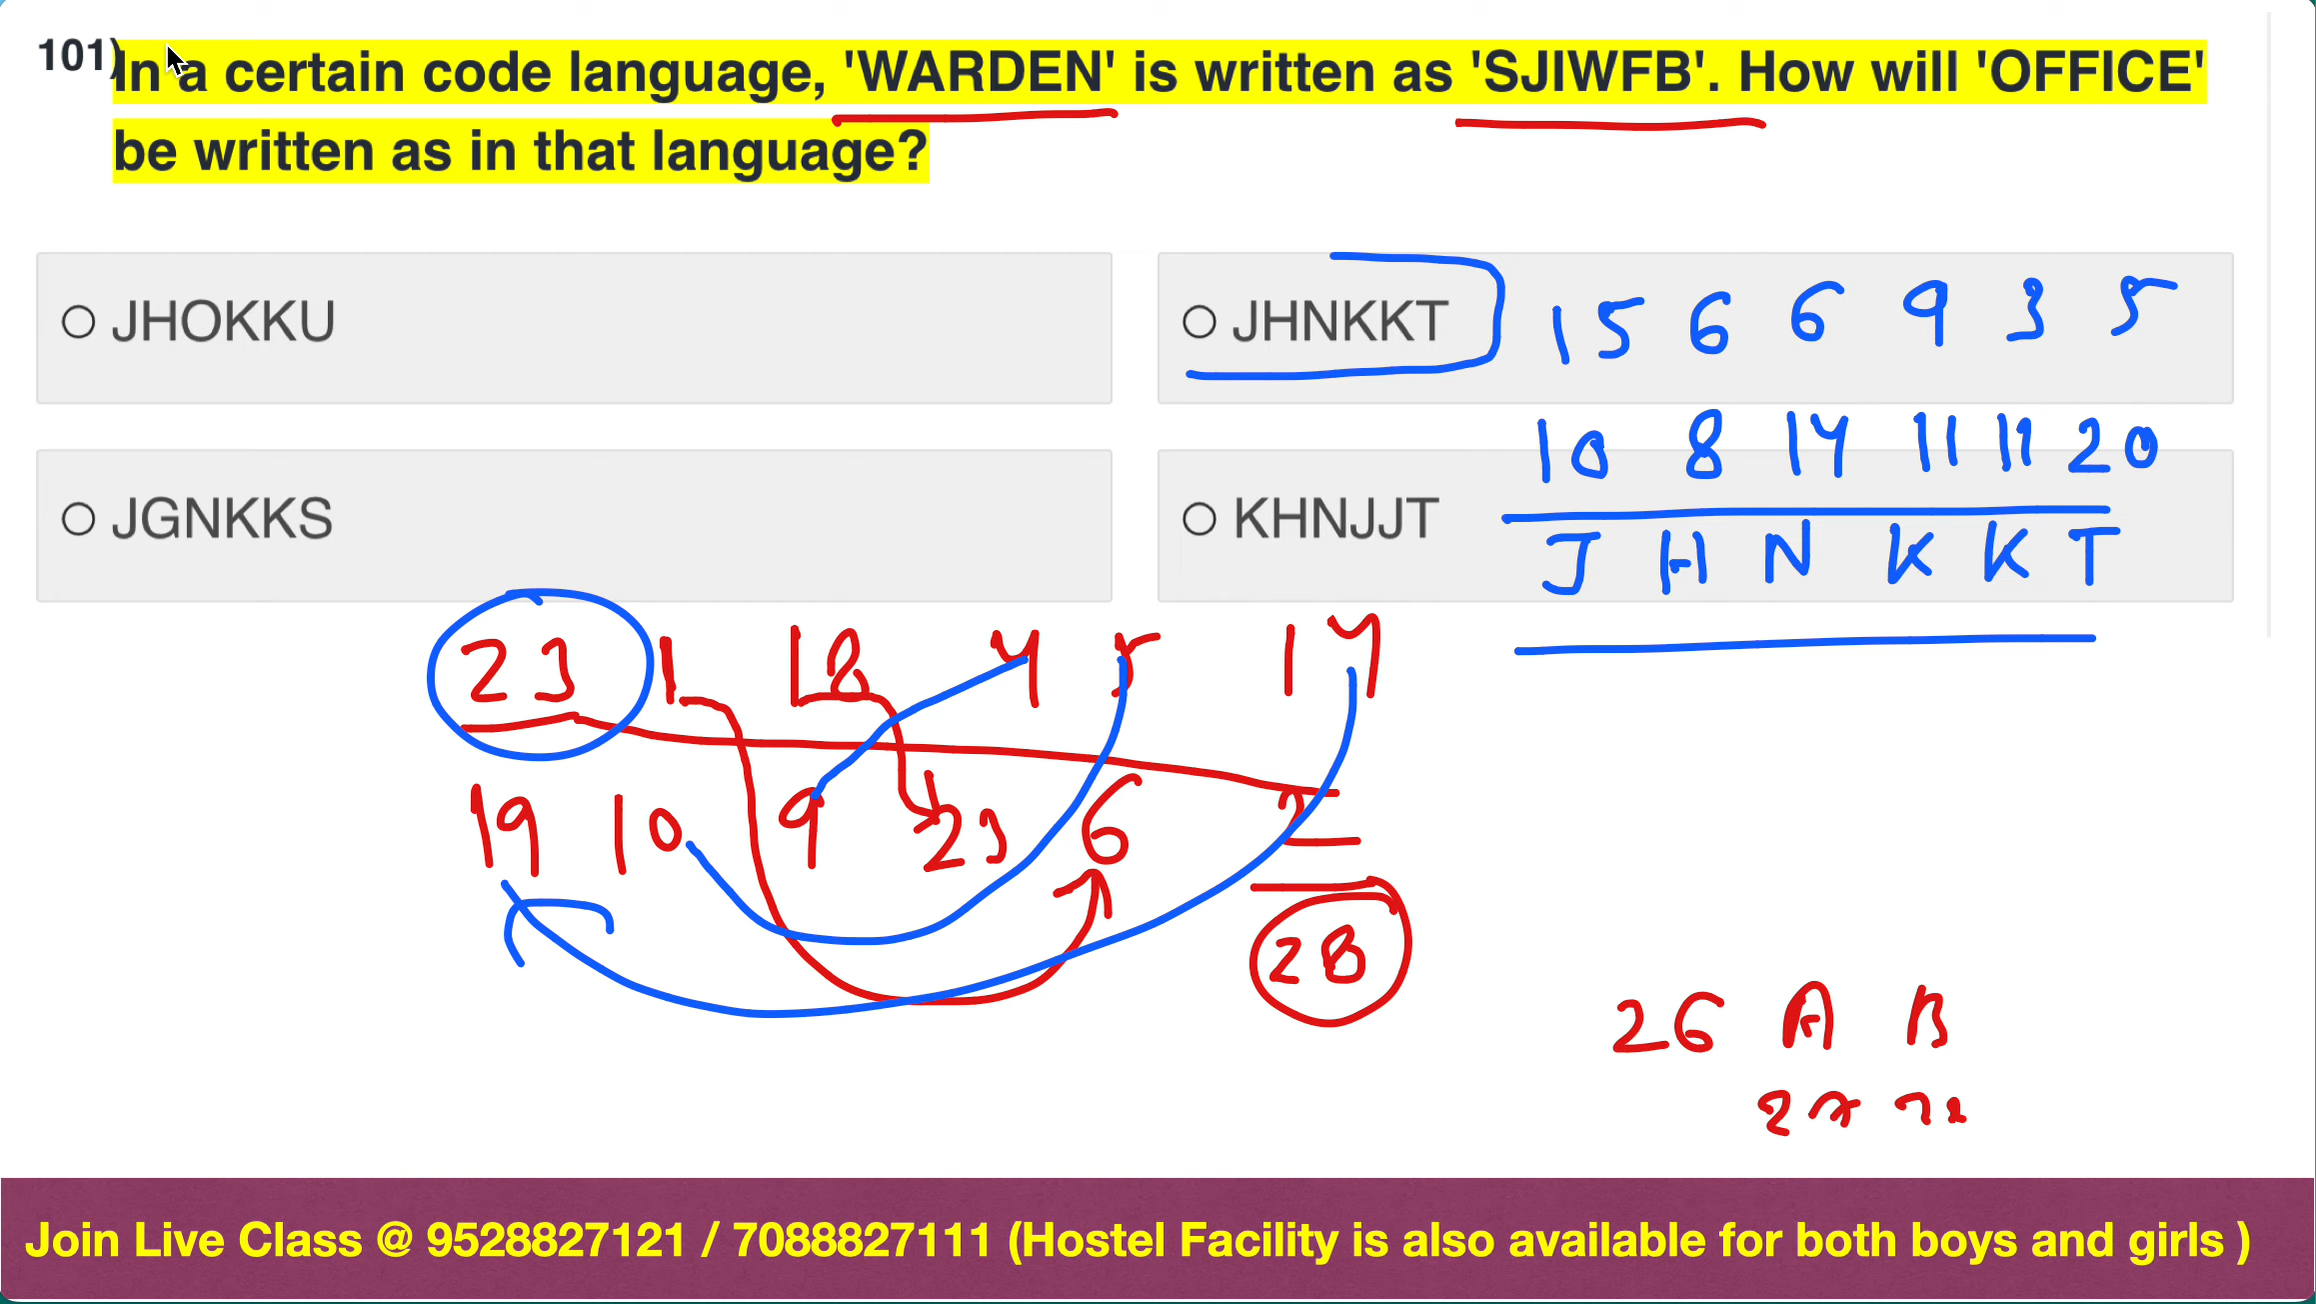 101) In a certain code language, 'WARDEN' is written as 'SJIWFB'. How will 'OFFICE'
be written as in that language?
JHOKKU
JHNKKT
15 6 6 9 3 5
10 8 14 11 11 20
JGNKKS
KHNJJT
J H N K K T
23 1 18 4 5 14
19 10 9 23 6 2
28
26 A B
27 28
Join Live Class @ 9528827121 / 7088827111 (Hostel Facility is also available for both boys and girls )